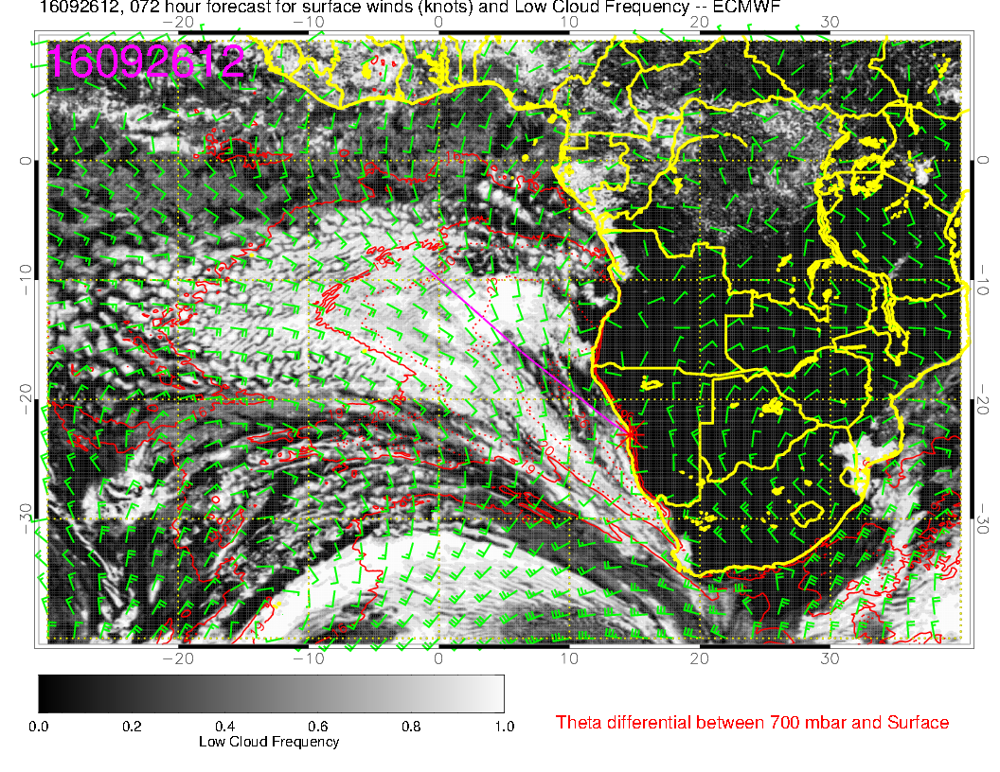 16092612, 072 hour forecast for surface winds (knots) and Low Cloud Frequency -- ECMWF
−20 −10 0 10 20 30
16092612
0 0
−10 −10
−20 −20
−30 −30
20
19
−20 −10 0 10 20 30
0.0 0.2 0.4 0.6 0.8 1.0
Low Cloud Frequency
Theta differential between 700 mbar and Surface